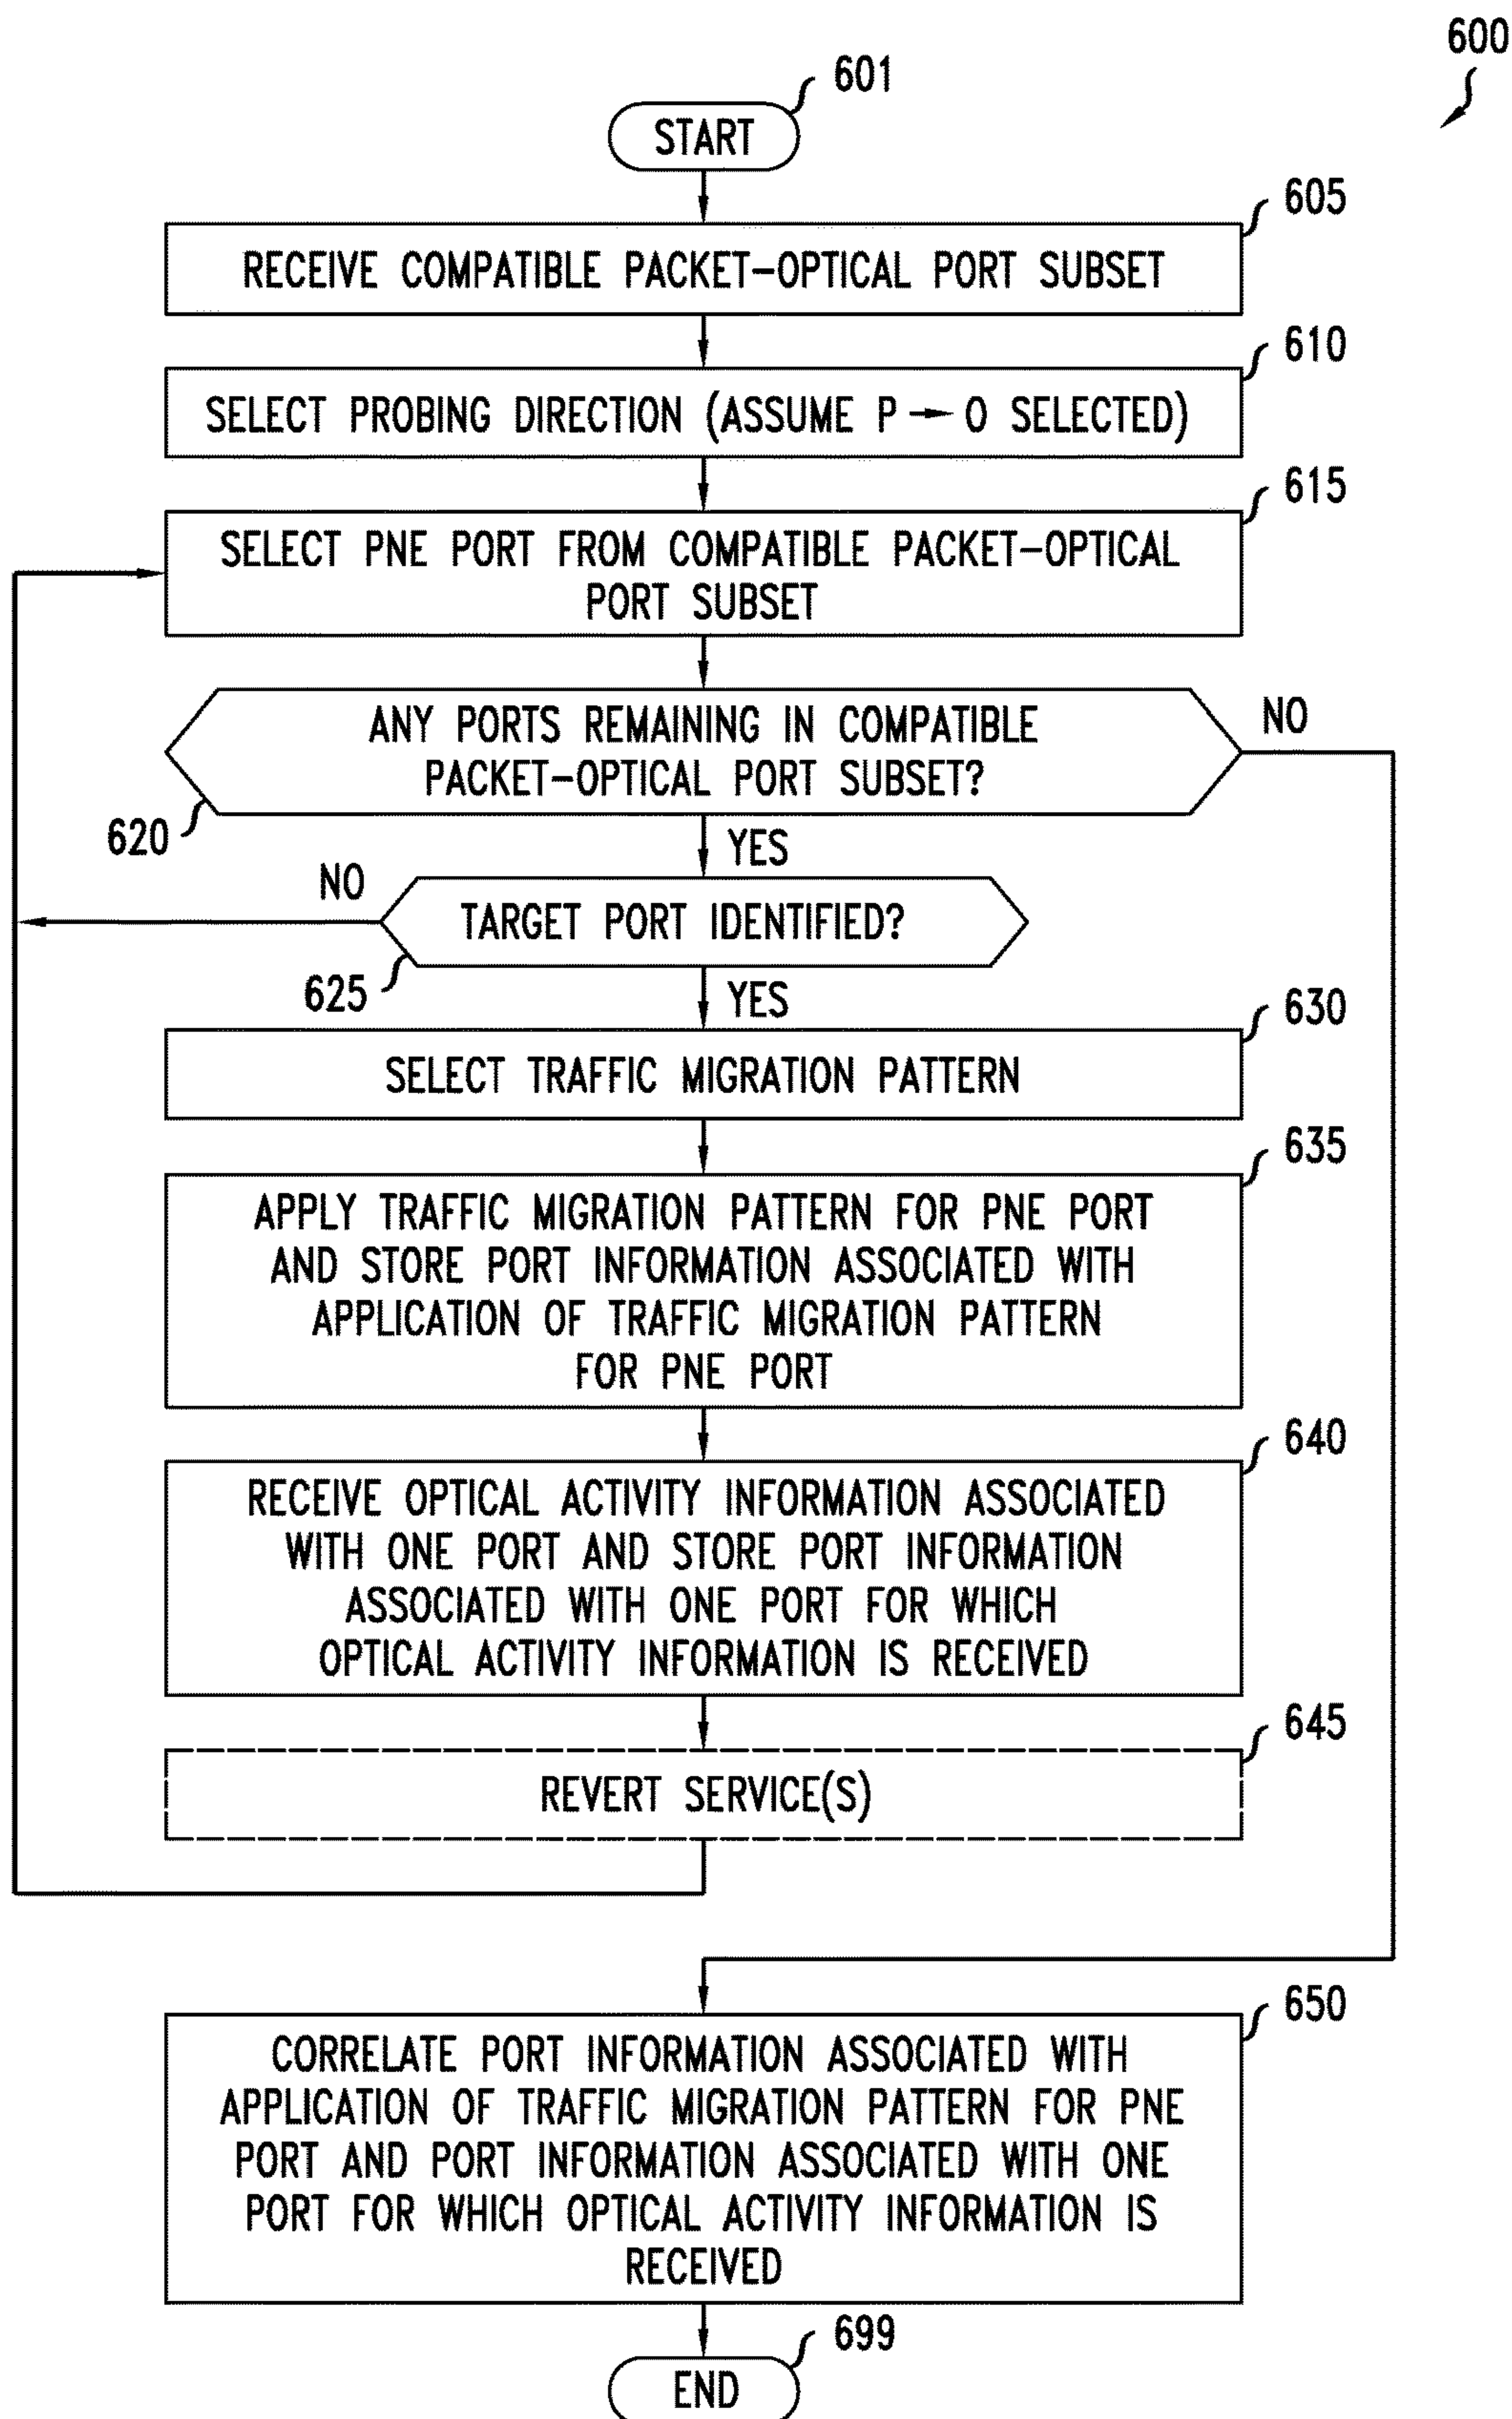 600
601
START
605
RECEIVE COMPATIBLE PACKET-OPTICAL PORT SUBSET
610
SELECT PROBING DIRECTION (ASSUME P → O SELECTED)
615
SELECT PNE PORT FROM COMPATIBLE PACKET-OPTICAL
PORT SUBSET
ANY PORTS REMAINING IN COMPATIBLE
PACKET-OPTICAL PORT SUBSET?
NO
620
YES
NO
TARGET PORT IDENTIFIED?
625
YES
630
SELECT TRAFFIC MIGRATION PATTERN
635
APPLY TRAFFIC MIGRATION PATTERN FOR PNE PORT
AND STORE PORT INFORMATION ASSOCIATED WITH
APPLICATION OF TRAFFIC MIGRATION PATTERN
FOR PNE PORT
640
RECEIVE OPTICAL ACTIVITY INFORMATION ASSOCIATED
WITH ONE PORT AND STORE PORT INFORMATION
ASSOCIATED WITH ONE PORT FOR WHICH
OPTICAL ACTIVITY INFORMATION IS RECEIVED
645
REVERT SERVICE(S)
650
CORRELATE PORT INFORMATION ASSOCIATED WITH
APPLICATION OF TRAFFIC MIGRATION PATTERN FOR PNE
PORT AND PORT INFORMATION ASSOCIATED WITH ONE
PORT FOR WHICH OPTICAL ACTIVITY INFORMATION IS
RECEIVED
699
END